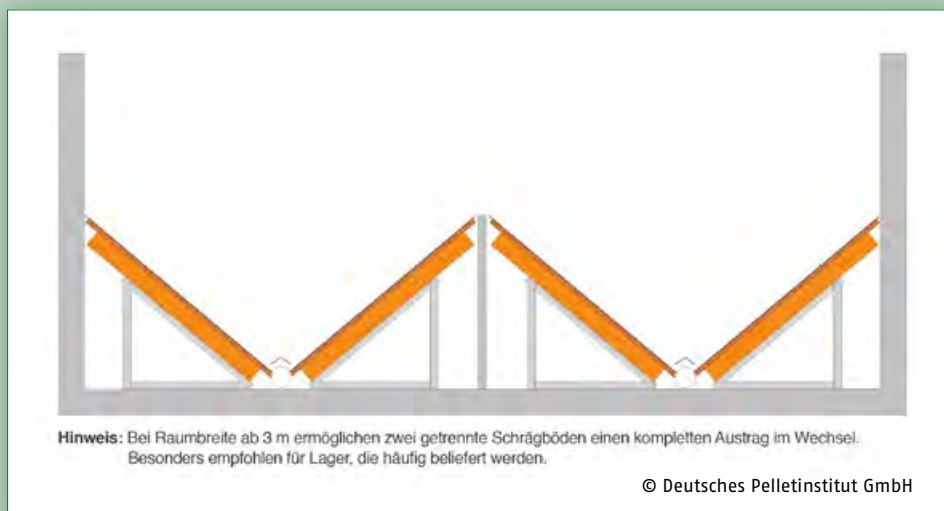 Hinweis: Bei Raumbreite ab 3 m ermöglichen zwei getrennte Schrägböden einen kompletten Austrag im Wechsel.
Besonders empfohlen für Lager, die häufig beliefert werden.
© Deutsches Pelletinstitut GmbH